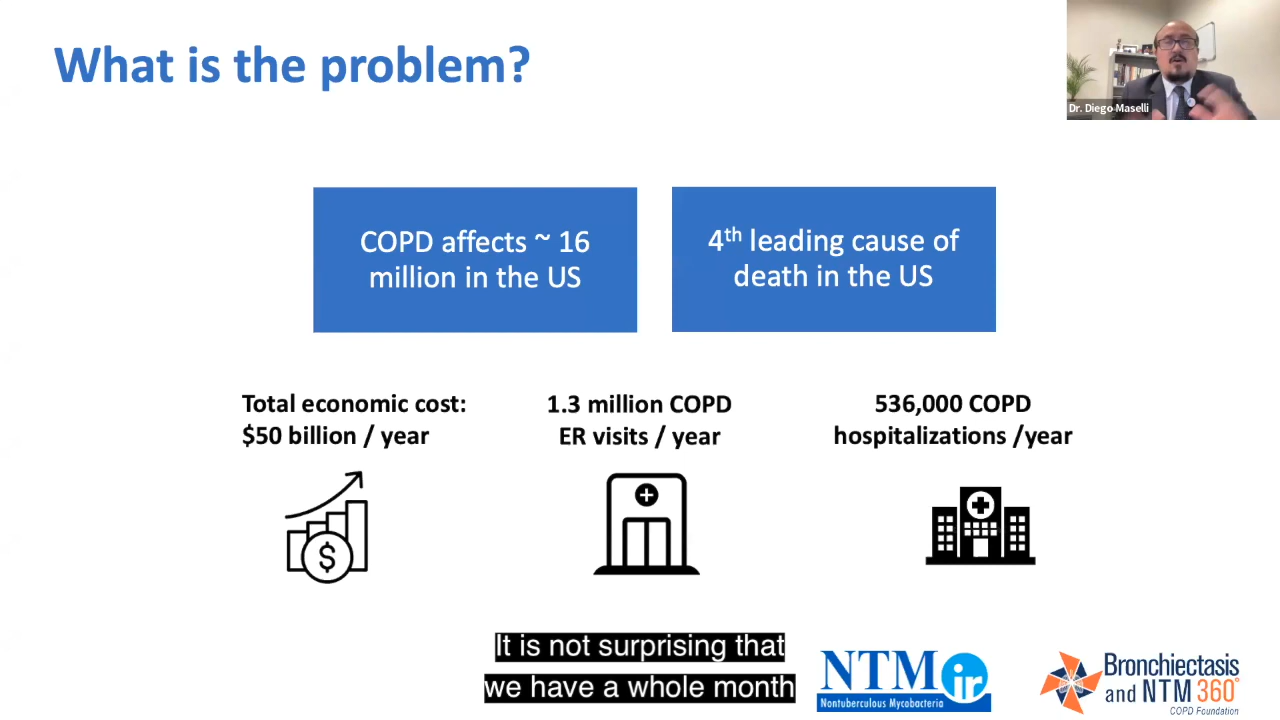 What is the problem?
Dr. Diego Maselli
COPD affects ~ 16
million in the US
4th leading cause of
death in the US
Total economic cost:
$50 billion / year
1.3 million COPD
ER visits / year
536,000 COPD
hospitalizations /year
$
It is not surprising that
we have a whole month
NTMir
Nontuberculous Mycobacteria
Bronchiectasis
and NTM 360°
COPD Foundation